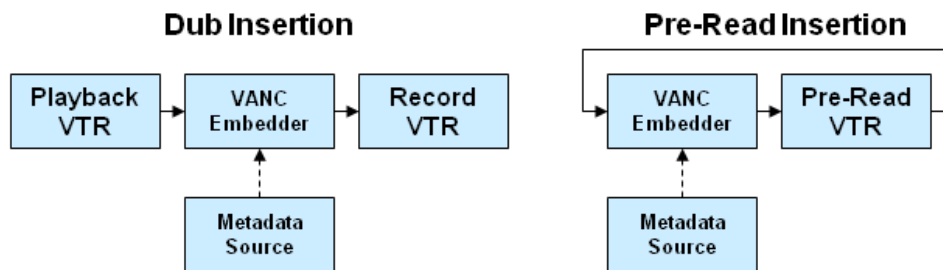 Dub Insertion
Playback
VTR
VANC
Embedder
Record
VTR
Metadata
Source
Pre-Read Insertion
VANC
Embedder
Pre-Read
VTR
Metadata
Source